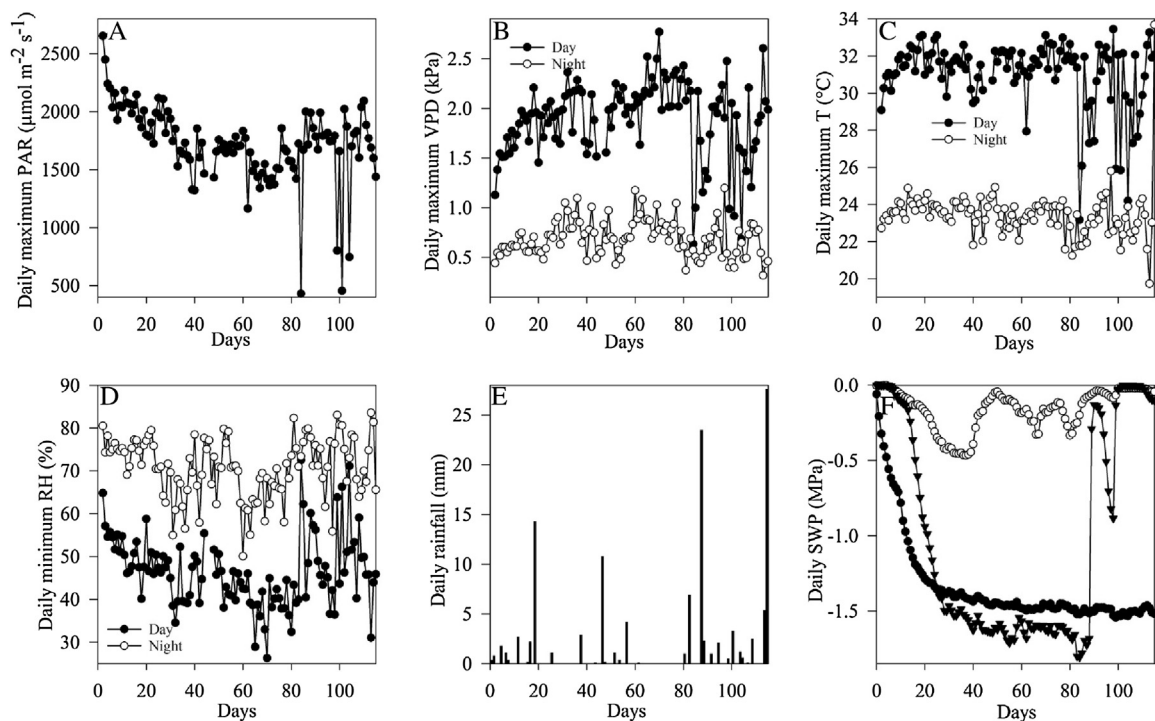 A
Daily maximum PAR (µmol m⁻² s⁻¹)
2500
2000
1500
1000
500
0 20 40 60 80 100
Days
B
Daily maximum VPD (kPa)
Day
Night
2.5
2.0
1.5
1.0
0.5
0 20 40 60 80 100
Days
C
Daily maximum T (°C)
34
32
30
28
26
24
22
20
Day
Night
0 20 40 60 80 100
Days
D
Daily minimum RH (%)
90
80
70
60
50
40
30
Day
Night
0 20 40 60 80 100
Days
E
Daily rainfall (mm)
25
20
15
10
5
0
0 20 40 60 80 100
Days
F
Daily SWP (MPa)
0.0
-0.5
-1.0
-1.5
0 20 40 60 80 100
Days